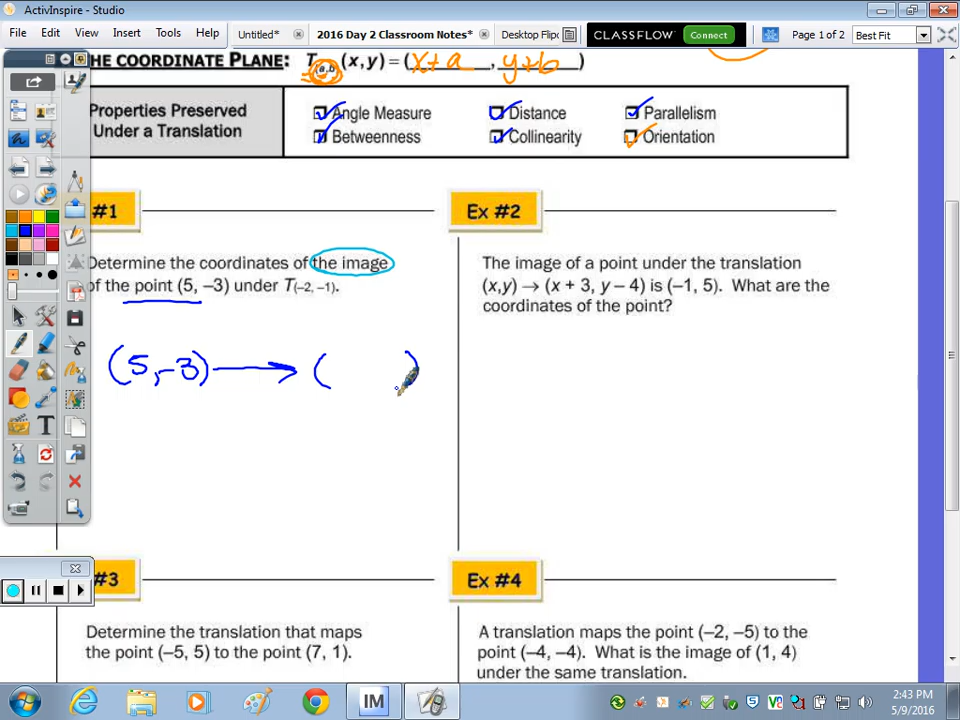 ActivInspire - Studio
File Edit View Insert Tools Help
Untitled*
2016 Day 2 Classroom Notes*
Desktop Flipc
CLASSFLOW Connect
Page 1 of 2
Best Fit
THE COORDINATE PLANE: T(a,b) (x,y) = (x+a, y+b)
Properties Preserved
Under a Translation
Angle Measure Distance Parallelism
Betweenness Collinearity Orientation
#1
Determine the coordinates of the image
of the point (5, –3) under T(–2, –1).
(5, -3) → ( )
Ex #2
The image of a point under the translation
(x,y) → (x + 3, y – 4) is (–1, 5). What are the
coordinates of the point?
#3
Determine the translation that maps
the point (–5, 5) to the point (7, 1).
Ex #4
A translation maps the point (–2, –5) to the
point (–4, –4). What is the image of (1, 4)
under the same translation.
IM
2:43 PM
5/9/2016